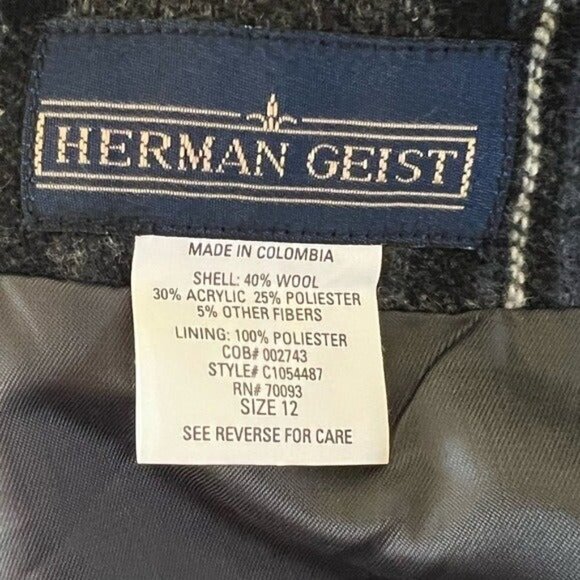 HERMAN GEIST
MADE IN COLOMBIA
SHELL: 40% WOOL
30% ACRYLIC 25% POLIESTER
5% OTHER FIBERS
LINING: 100% POLIESTER
COB# 002743
STYLE# C1054487
RN# 70093
SIZE 12
SEE REVERSE FOR CARE